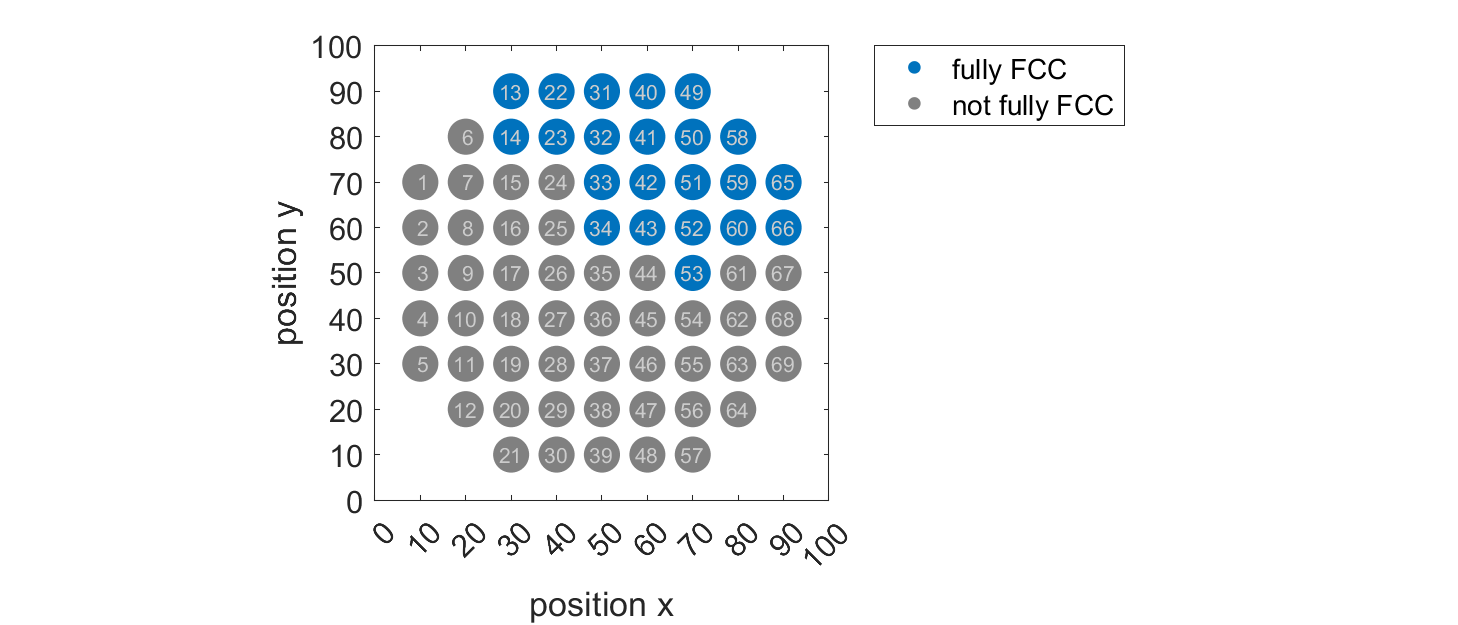 100
90
80
70
60
50
40
30
20
10
0
position y
13 22 31 40 49
6 14 23 32 41 50 58
1 7 15 24 33 42 51 59 65
2 8 16 25 34 43 52 60 66
3 9 17 26 35 44 53 61 67
4 10 18 27 36 45 54 62 68
5 11 19 28 37 46 55 63 69
12 20 29 38 47 56 64
21 30 39 48 57
0 10 20 30 40 50 60 70 80 90 100
position x
fully FCC
not fully FCC